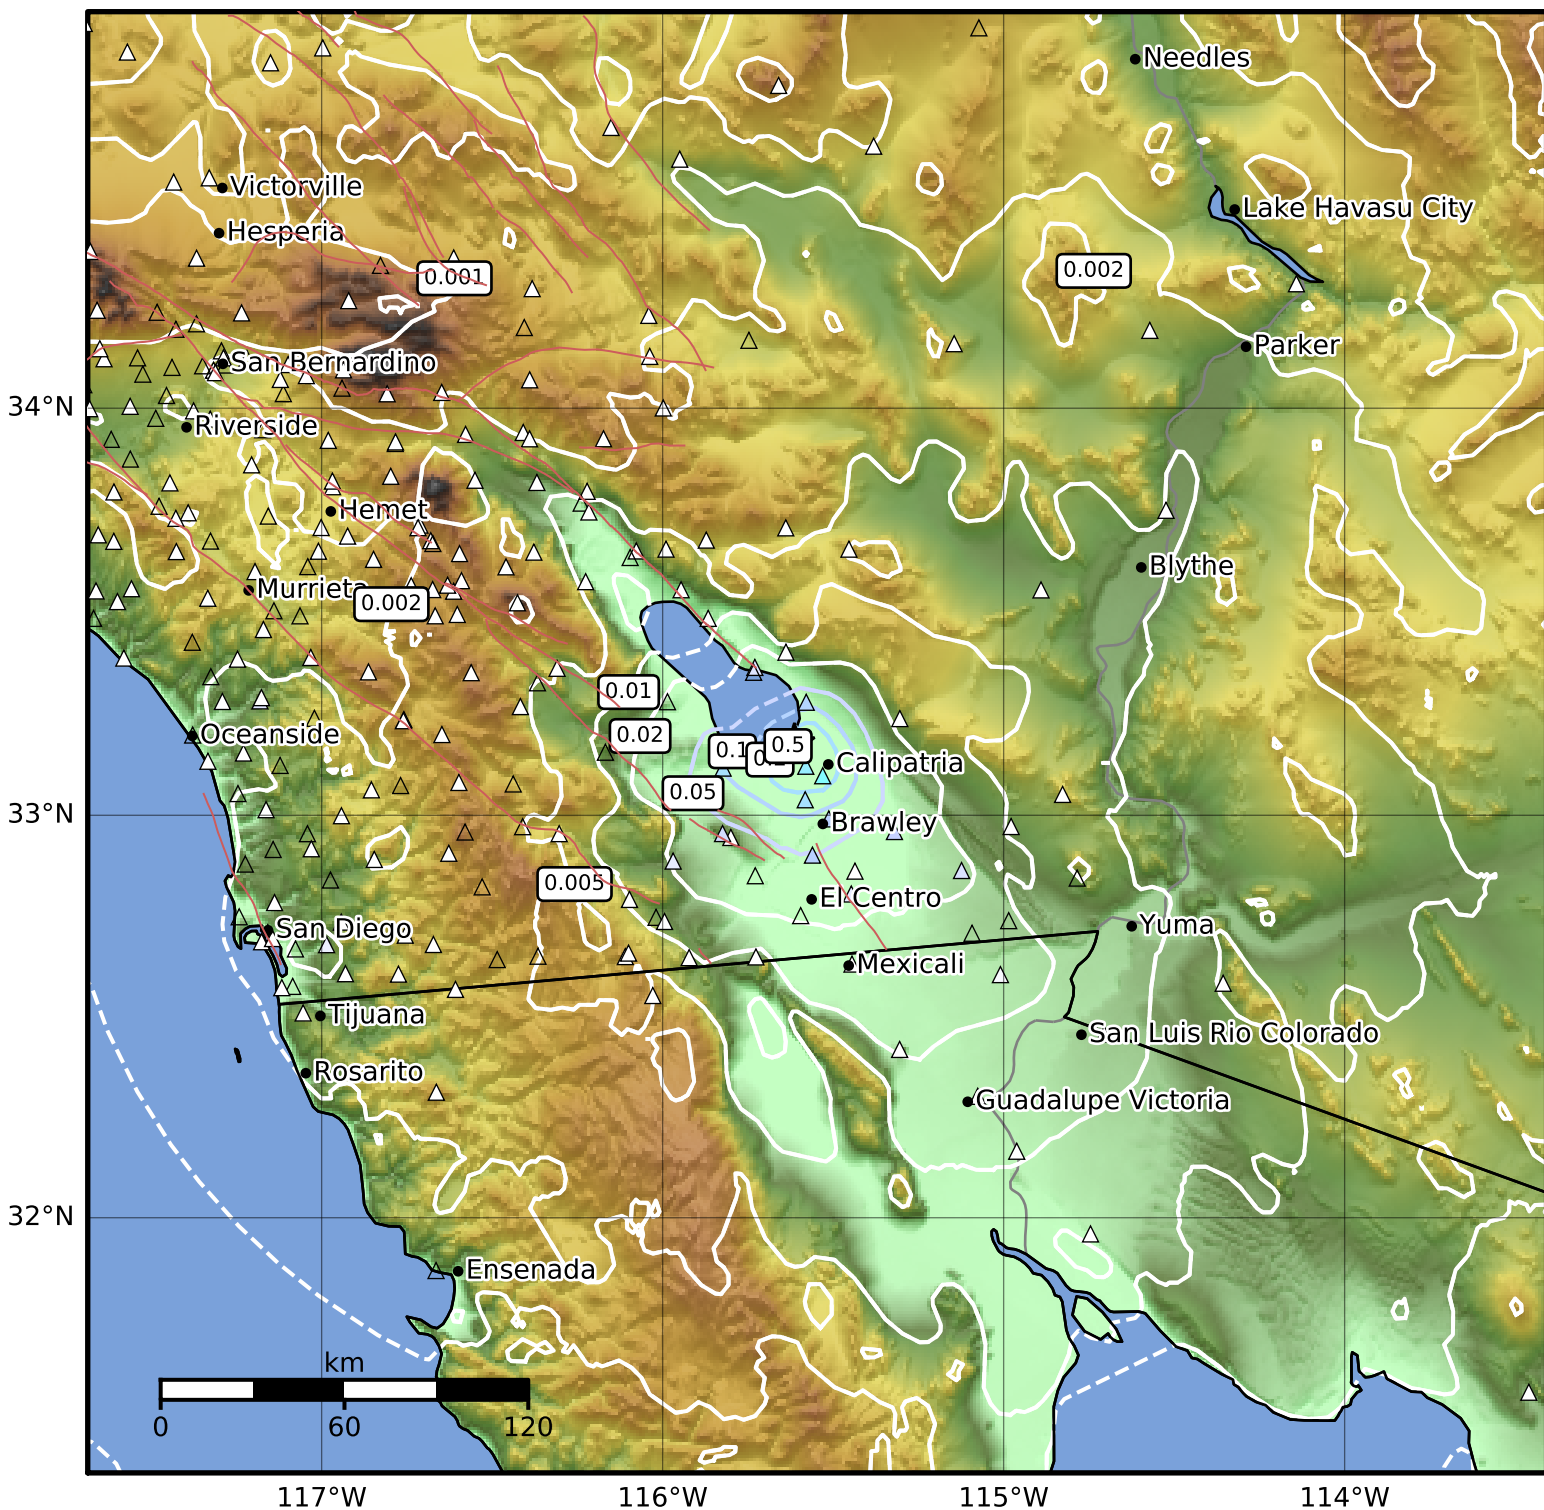 Needles
Victorville
Lake Havasu City
Hesperia
0.001
0.002
Parker
San Bernardino
34°N
Riverside
Hemet
Blythe
Murrieta
0.002
0.01
Oceanside
0.02
0.1
0.5
Calipatria
0.05
33°N
Brawley
0.005
El Centro
San Diego
Yuma
Mexicali
Tijuana
San Luis Rio Colorado
Rosarito
Guadalupe Victoria
32°N
Ensenada
km
0 60 120
117°W 116°W 115°W 114°W